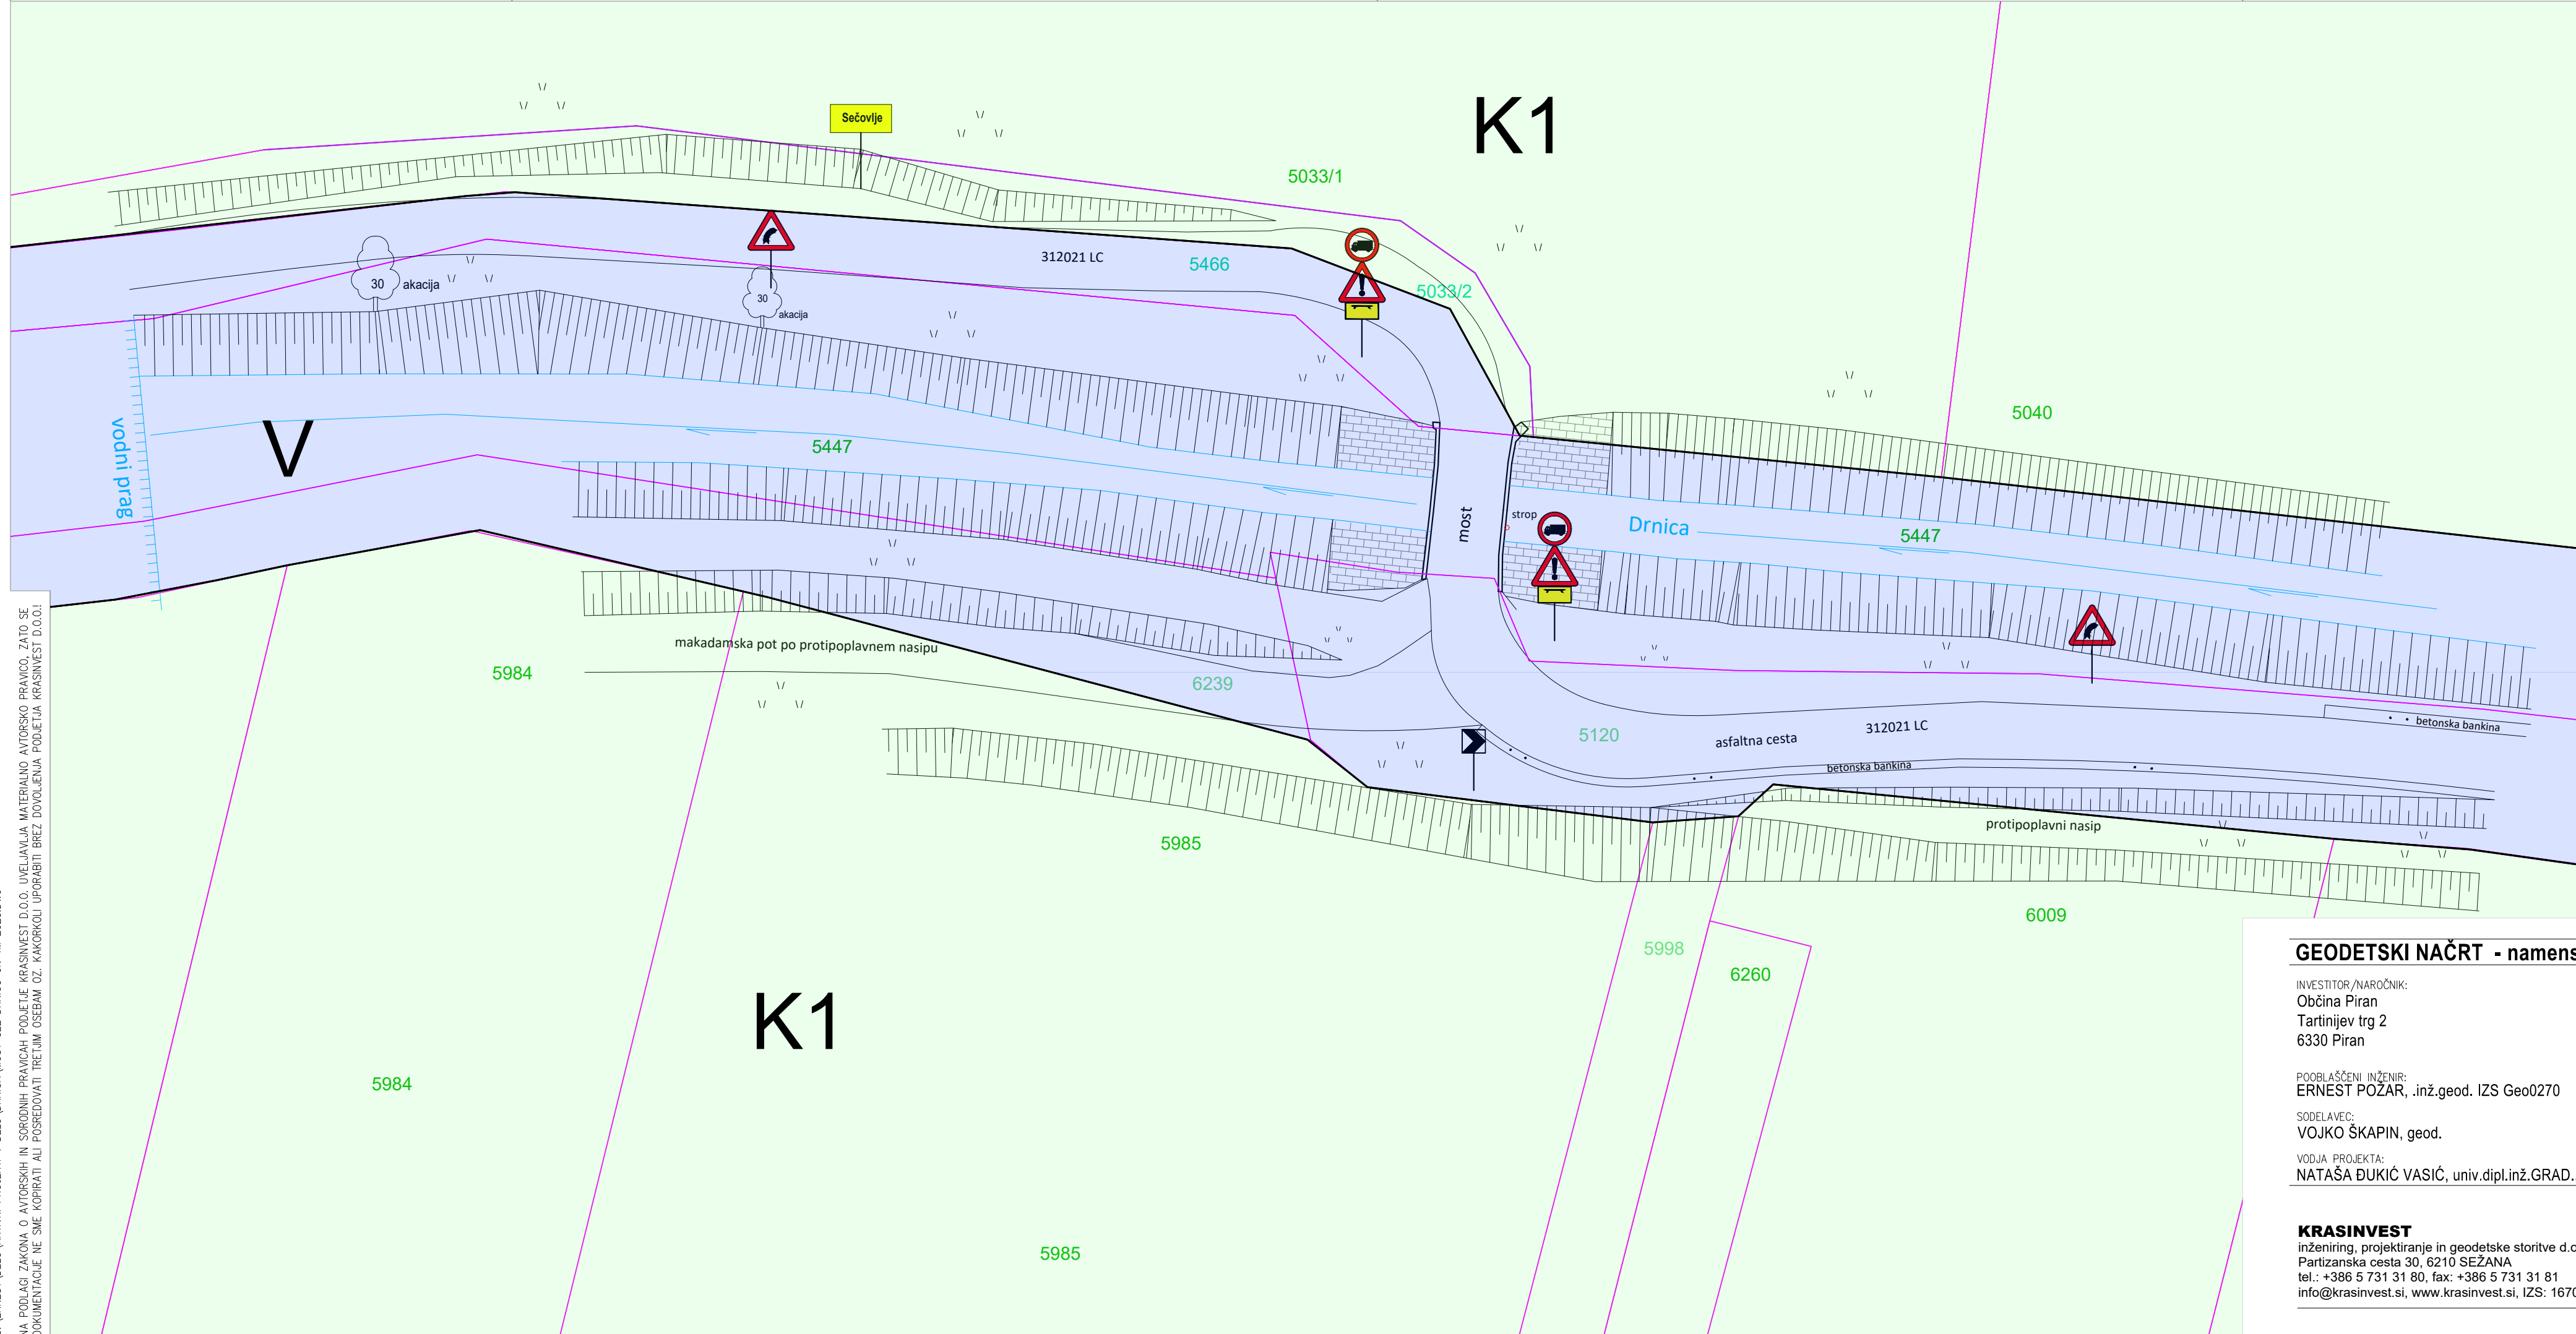 K1
Sečovlje
5033/1
312021 LC
5466
5033/2
30
akacija
30
akacija
5040
vodni prag
V
5447
most
strop
Drnica
5447
makadamska pot po protipoplavnem nasipu
5984
6239
5120
asfaltna cesta
312021 LC
betonska bankina
betonska bankina
protipoplavni nasip
5985
6009
5998
6260
K1
5984
5985
NA PODLAGI ZAKONA O AVTORSKIH IN SORODNIH PRAVICAH PODJETJE KRASINVEST D.O.O. UVELJAVLJA MATERIALNO AVTORSKO PRAVICO, ZATO SE
DOKUMENTACIJE NE SME KOPIRATI ALI POSREDOVATI TRETJIM OSEBAM OZ. KAKORKOLI UPORABITI BREZ DOVOLJENJA PODJETJA KRASINVEST D.O.O.!
GEODETSKI NAČRT - namens
INVESTITOR/NAROČNIK:
Občina Piran
Tartinijev trg 2
6330 Piran
POOBLAŠČENI INŽENIR:
ERNEST POŽAR, .inž.geod. IZS Geo0270
SODELAVEC:
VOJKO ŠKAPIN, geod.
VODJA PROJEKTA:
NATAŠA ĐUKIĆ VASIĆ, univ.dipl.inž.GRAD.
KRASINVEST
inženiring, projektiranje in geodetske storitve d.o
Partizanska cesta 30, 6210 SEŽANA
tel.: +386 5 731 31 80, fax: +386 5 731 31 81
info@krasinvest.si, www.krasinvest.si, IZS: 1670